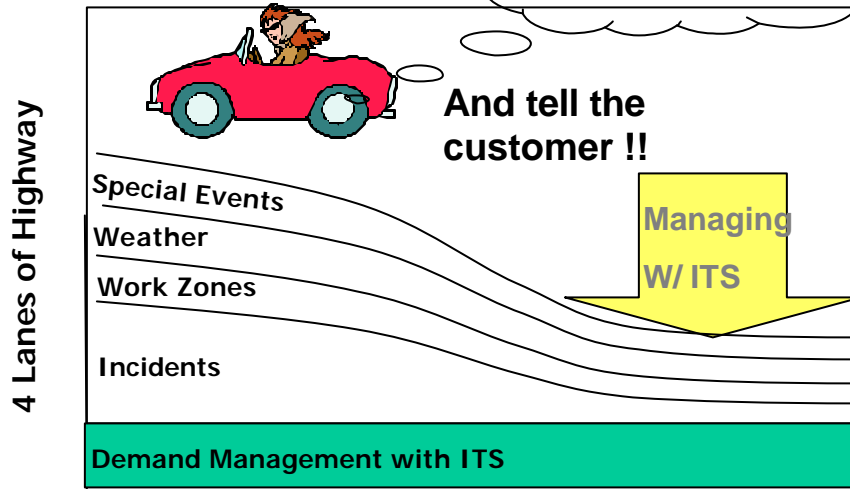 4 Lanes of Highway
And tell the
customer !!
Special Events
Weather
Work Zones
Incidents
Managing
W/ ITS
Demand Management with ITS